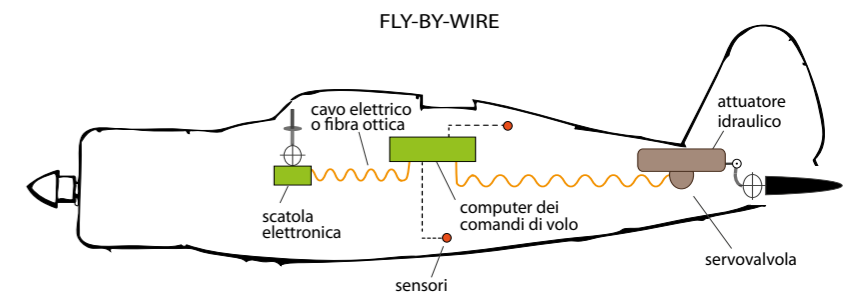 FLY-BY-WIRE
cavo elettrico
o fibra ottica
attuatore
idraulico
scatola
elettronica
computer dei
comandi di volo
servovalvola
sensori